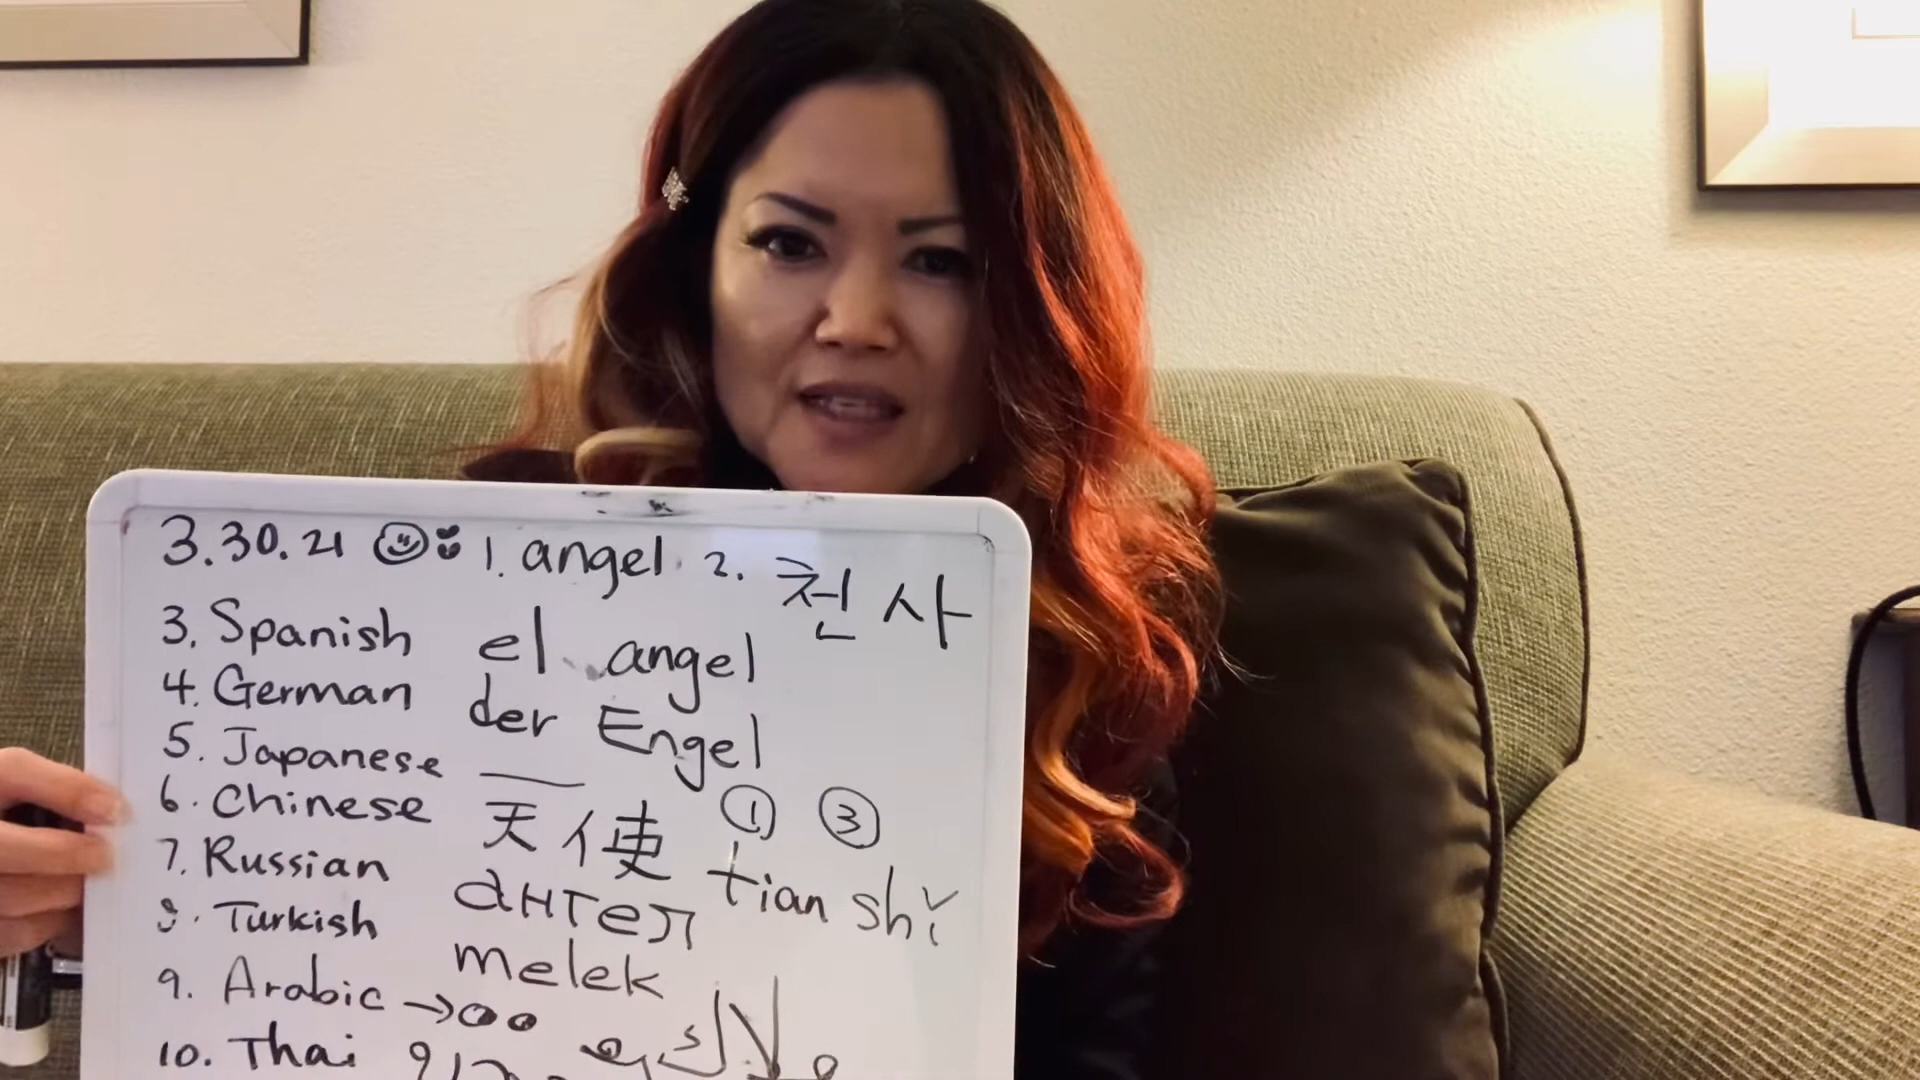 3.30.21 1. angel. 2. 천사
3. Spanish el angel
4. German der Engel
5. Japanese
6. Chinese 天使 ① ③
tian shǐ
7. Russian ангел
8. Turkish melek
9. Arabic →
10. Thai